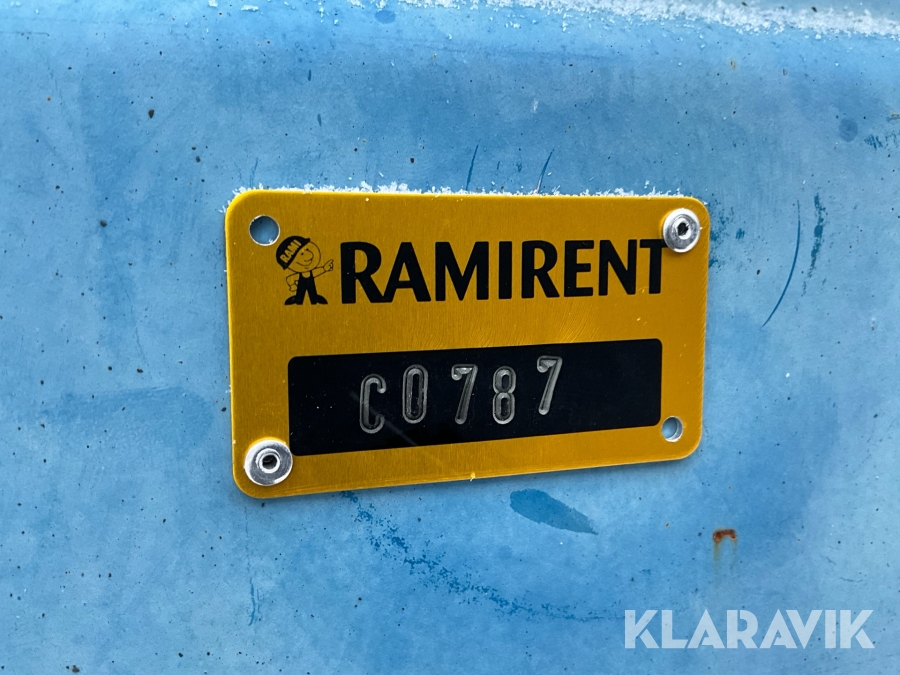 RAMI
RAMIRENT
C0787
KLARAVIK